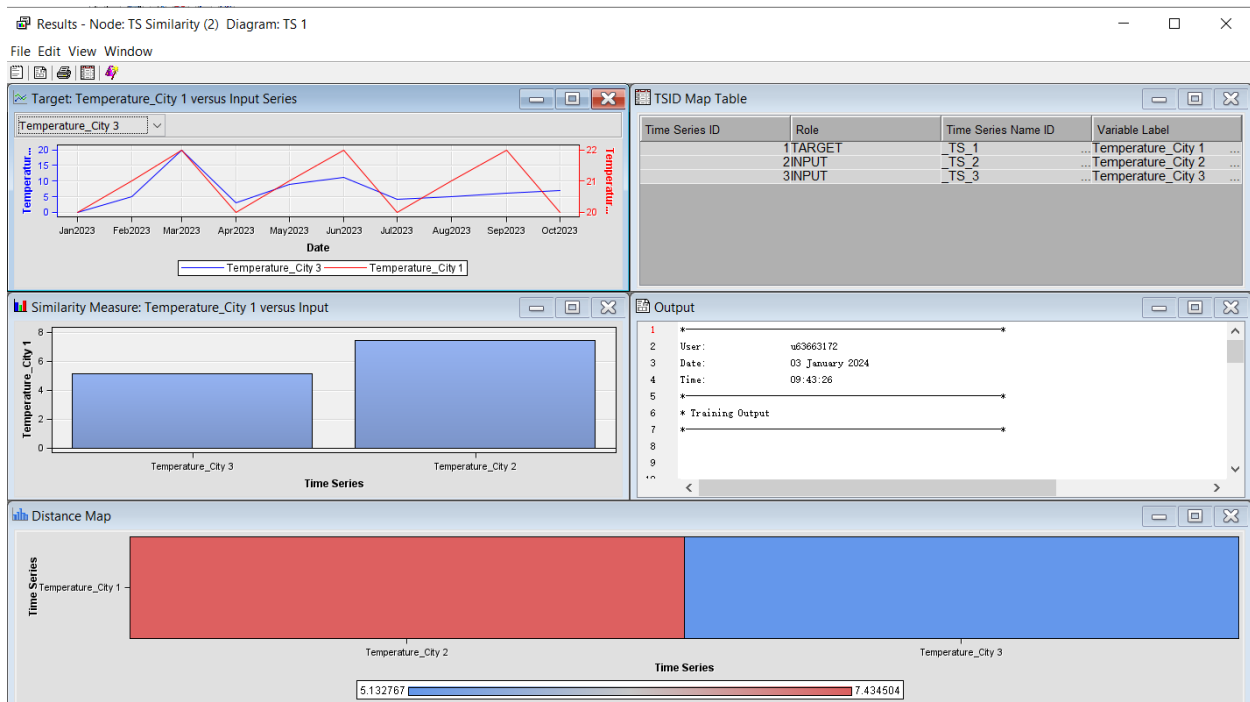 Results - Node: TS Similarity (2) Diagram: TS 1
File Edit View Window
Target: Temperature_City 1 versus Input Series
Temperature_City 3
Temperatur...
20
15
10
5
0
22
21
20
Temperatur...
Jan2023 Feb2023 Mar2023 Apr2023 May2023 Jun2023 Jul2023 Aug2023 Sep2023 Oct2023
Date
Temperature_City 3 Temperature_City 1
TSID Map Table
Time Series ID Role Time Series Name ID Variable Label
1 TARGET _TS_1 ... Temperature_City 1 ...
2 INPUT _TS_2 ... Temperature_City 2 ...
3 INPUT _TS_3 ... Temperature_City 3 ...
Similarity Measure: Temperature_City 1 versus Input
Temperature_City 1
8
6
4
2
0
Temperature_City 3 Temperature_City 2
Time Series
Output
1 *------------------------------------------------------------*
2 User: u63663172
3 Date: 03 January 2024
4 Time: 09:43:26
5 *------------------------------------------------------------*
6 * Training Output
7 *------------------------------------------------------------*
8
9
Distance Map
Time Series
Temperature_City 1
Temperature_City 2 Temperature_City 3
Time Series
5.132767 7.434504